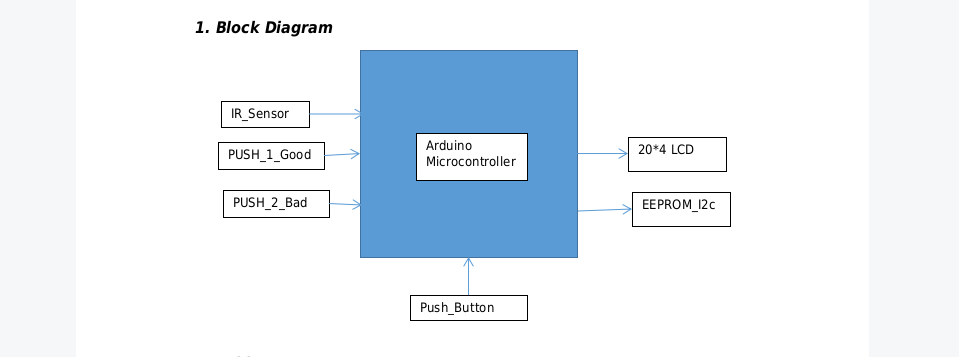 1. Block Diagram
IR_Sensor
PUSH_1_Good
PUSH_2_Bad
Arduino
Microcontroller
20*4 LCD
EEPROM_I2c
Push_Button